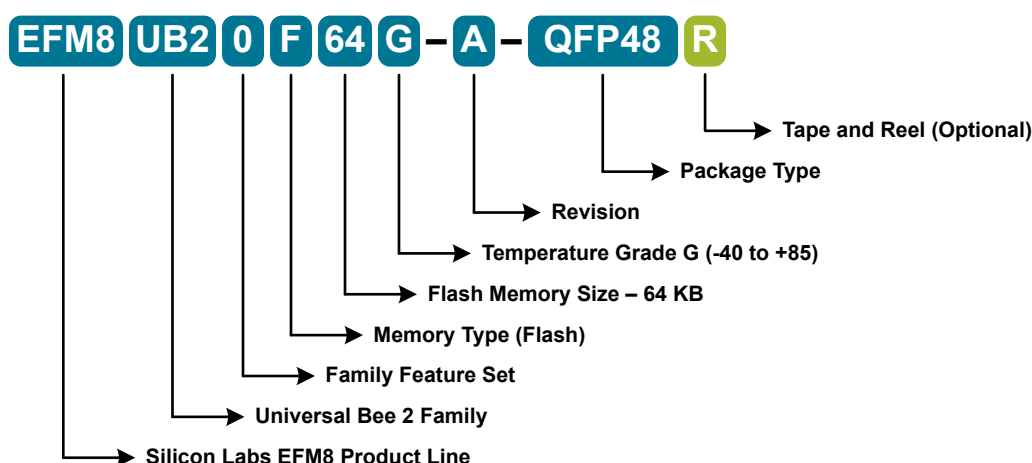 EFM8 UB2 0 F 64 G – A – QFP48 R
Tape and Reel (Optional)
Package Type
Revision
Temperature Grade G (-40 to +85)
Flash Memory Size – 64 KB
Memory Type (Flash)
Family Feature Set
Universal Bee 2 Family
Silicon Labs EFM8 Product Line